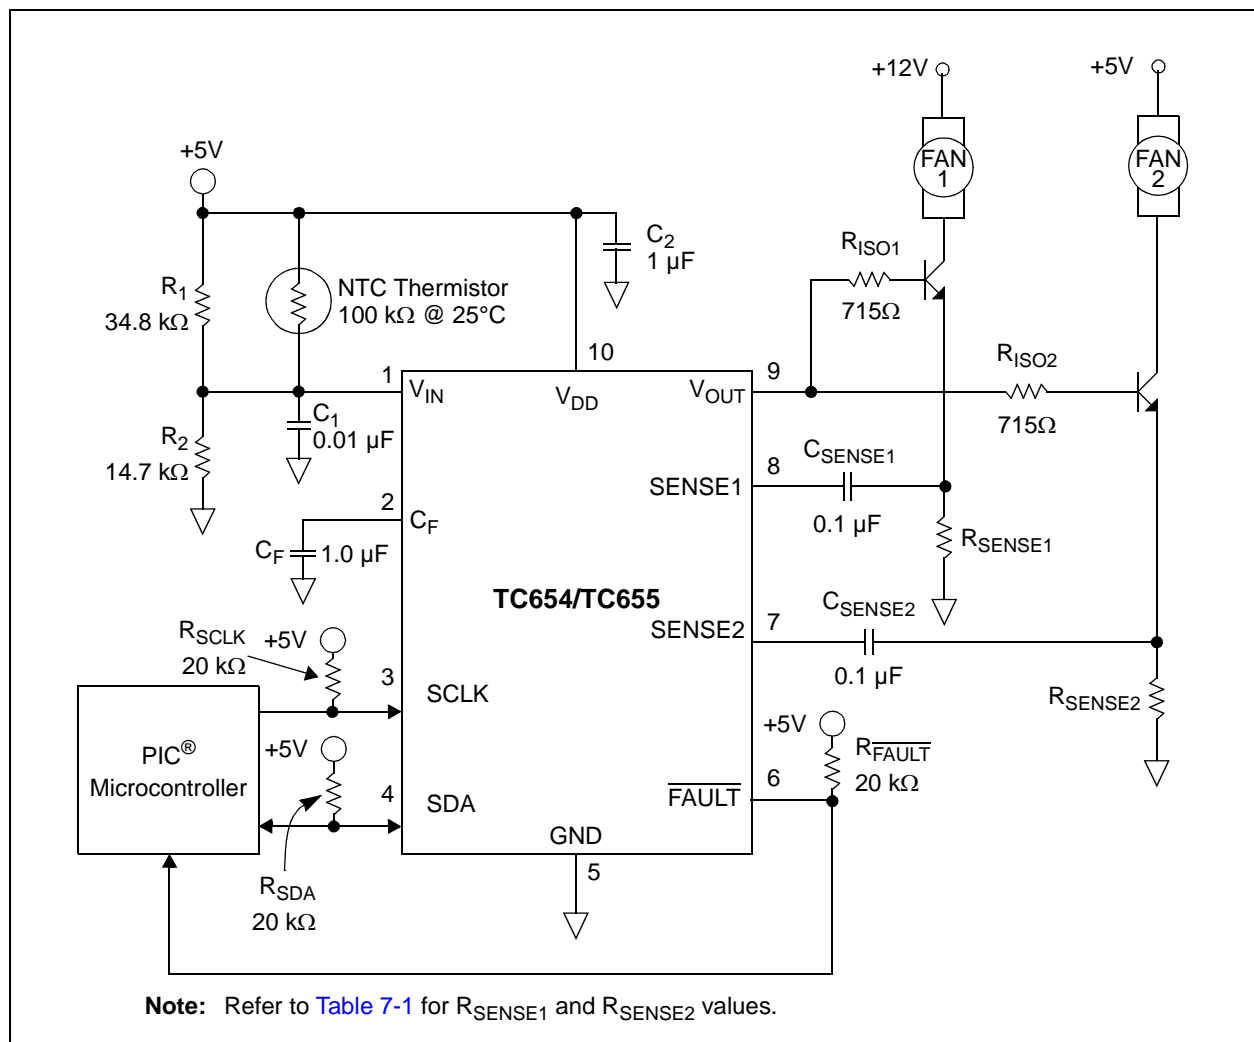 +12V
+5V
FAN
1
FAN
2
+5V
C2
1 µF
RISO1
715Ω
R1
34.8 kΩ
NTC Thermistor
100 kΩ @ 25°C
RISO2
715Ω
10
1
VIN
VDD
VOUT
9
C1
0.01 µF
R2
14.7 kΩ
CSENSE1
8
SENSE1
0.1 µF
2
CF
CF
1.0 µF
RSENSE1
TC654/TC655
CSENSE2
7
SENSE2
0.1 µF
RSCLK
20 kΩ
+5V
3
SCLK
RSENSE2
PIC®
Microcontroller
+5V
4
SDA
+5V
RFAULT
20 kΩ
6
FAULT
GND
5
RSDA
20 kΩ
Note: Refer to Table 7-1 for RSENSE1 and RSENSE2 values.